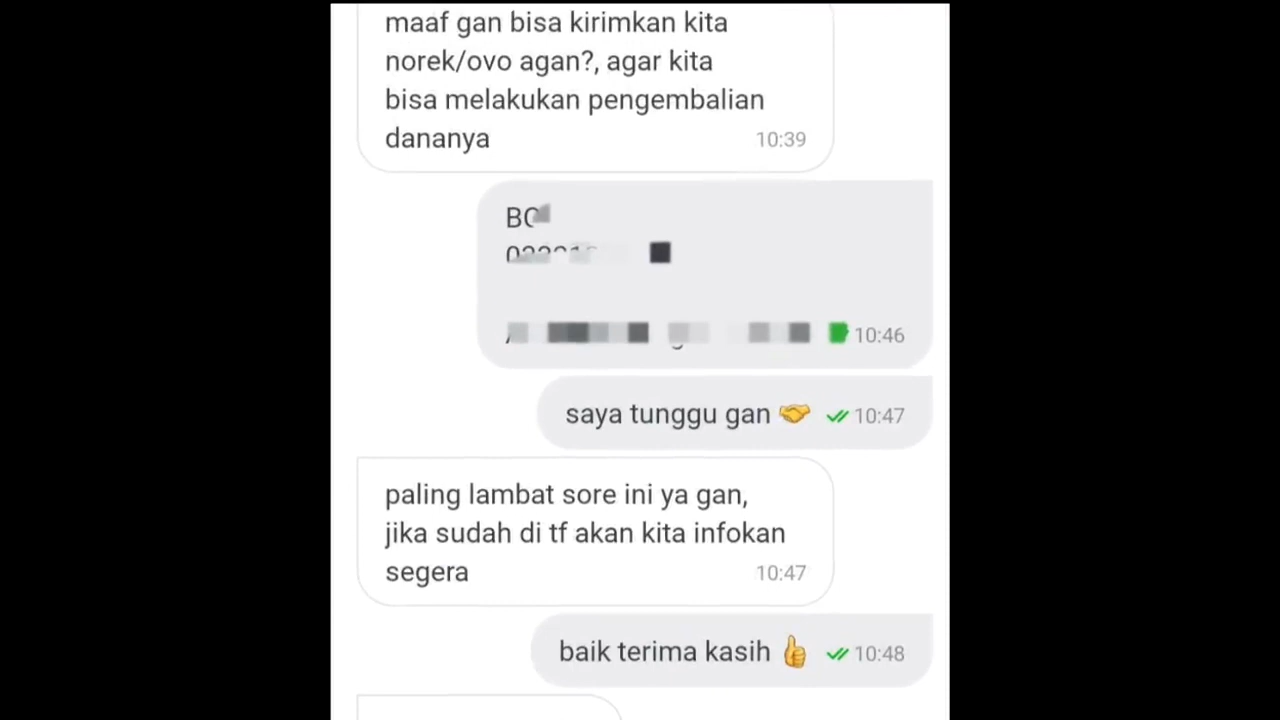 maaf gan bisa kirimkan kita
norek/ovo agan?, agar kita
bisa melakukan pengembalian
dananya
10:39
10:46
saya tunggu gan 🤝
10:47
paling lambat sore ini ya gan,
jika sudah di tf akan kita infokan
segera
10:47
baik terima kasih 👍
10:48